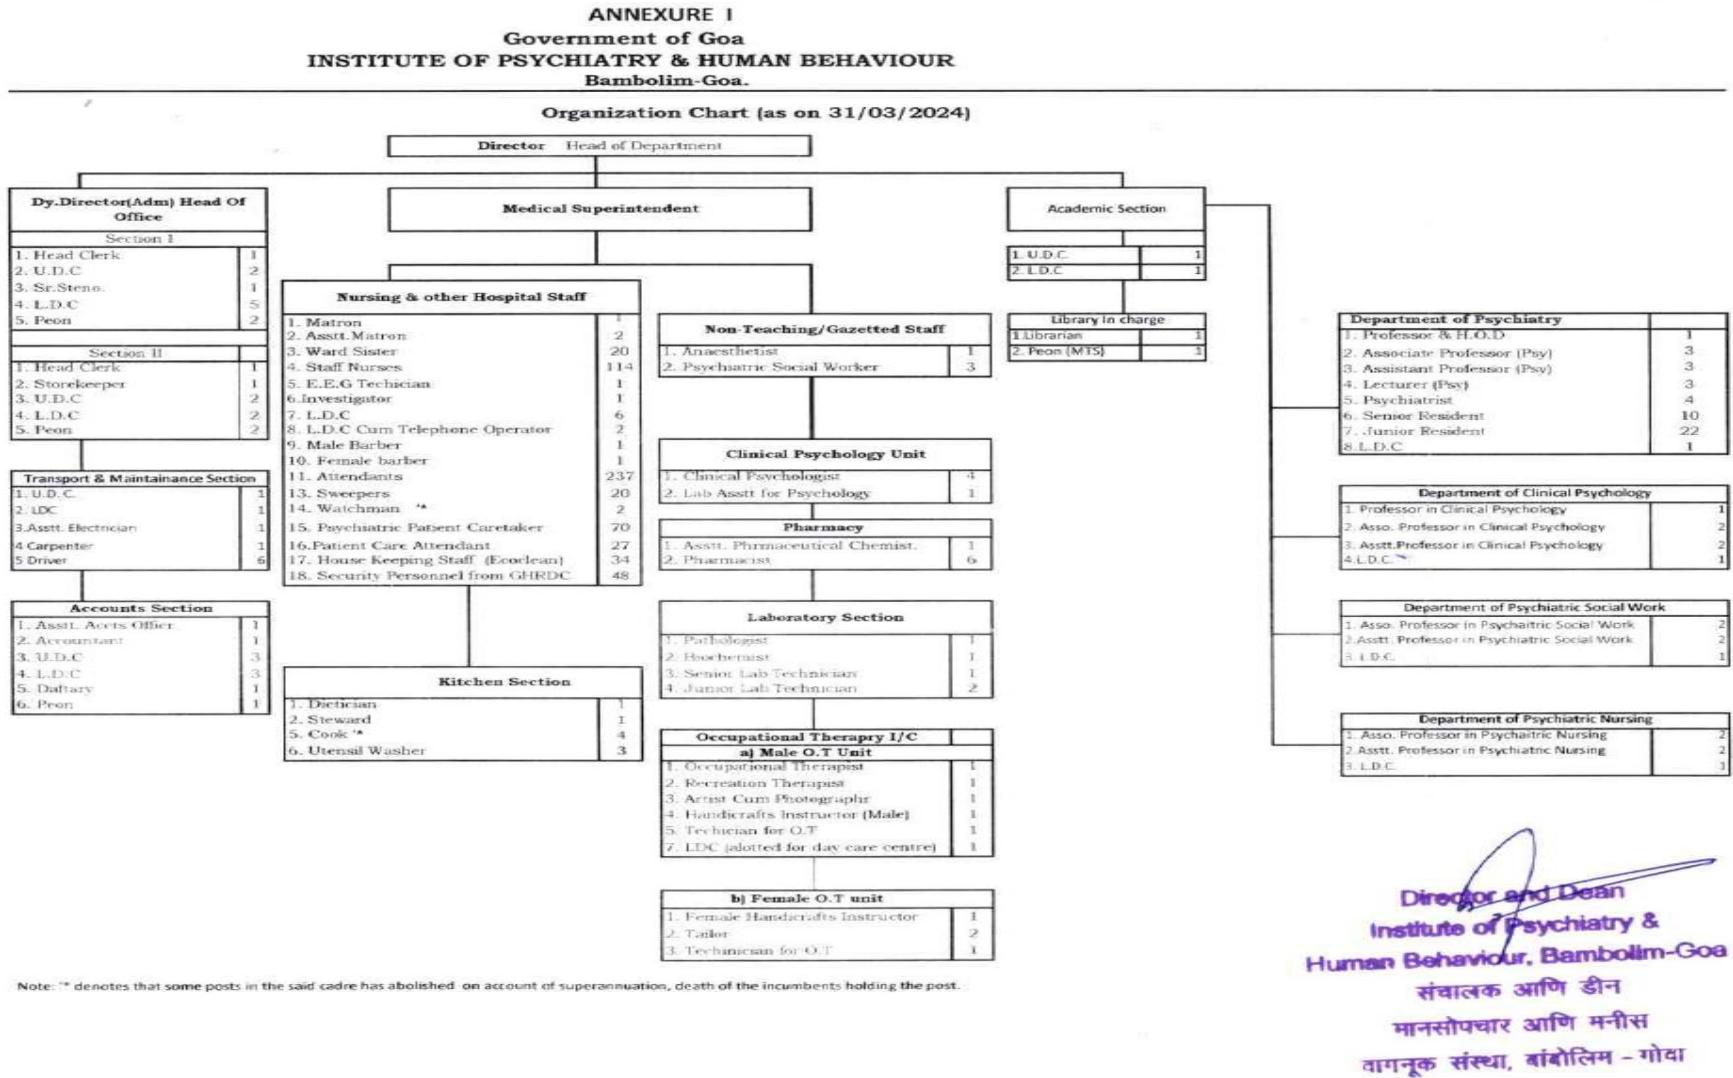 ANNEXURE I
Government of Goa
INSTITUTE OF PSYCHIATRY & HUMAN BEHAVIOUR
Bambolim-Goa.
Organization Chart (as on 31/03/2024)
Director Head of Department
Dy.Director(Adm) Head Of
Office
Section I
1. Head Clerk 1
2. U.D.C 2
3. Sr.Steno. 1
4. L.D.C 5
5. Peon 2
Section II
1. Head Clerk 1
2. Storekeeper 1
3. U.D.C 2
4. L.D.C 2
5. Peon 2
Transport & Maintainance Section
1. U.D.C. 1
2. LDC 1
3.Asstt. Electrician 1
4 Carpenter 1
5 Driver 6
Accounts Section
1. Asstt. Accts Officr 1
2. Accountant 1
3. U.D.C 3
4. L.D.C 3
5. Daftary 1
6. Peon 1
Medical Superintendent
Nursing & other Hospital Staff
1. Matron 1
2. Asstt.Matron 2
3. Ward Sister 20
4. Staff Nurses 114
5. E.E.G Techician 1
6.Investigator 1
7. L.D.C 6
8. L.D.C Cum Telephone Operator 2
9. Male Barber 1
10. Female barber 1
11. Attendants 237
13. Sweepers 20
14. Watchman '* 2
15. Psychiatric Patient Caretaker 70
16.Patient Care Attendant 27
17. House Keeping Staff (Ecoclean) 34
18. Security Personnel from GHRDC 48
Kitchen Section
1. Dietician 1
2. Steward 1
5. Cook '* 4
6. Utensil Washer 3
Non-Teaching/Gazetted Staff
1. Anaesthetist 1
2. Psychiatric Social Worker 3
Clinical Psychology Unit
1. Clinical Psychologist 4
2. Lab Asstt for Psychology 1
Pharmacy
1. Asstt. Phrmaceutical Chemist. 1
2. Pharmacist 6
Laboratory Section
1. Pathologist 1
2. Biochemist 1
3. Senior Lab Technician 1
4. Junior Lab Technician 2
Occupational Therapry I/C
a) Male O.T Unit
1. Occupational Therapist 1
2. Recreation Therapist 1
3. Artist Cum Photographr 1
4. Handicrafts Instructor (Male) 1
5. Techician for O.T 1
7. LDC (alotted for day care centre) 1
b) Female O.T unit
1. Female Handicrafts Instructor 1
2. Tailor 2
3. Techinicsan for O.T 1
Academic Section
1. U.D.C. 1
2. L.D.C 1
Library In charge
1.Librarian 1
2. Peon (MTS) 1
Department of Psychiatry
1. Professor & H.O.D 1
2. Associate Professor (Psy) 3
3. Assistant Professor (Psy) 3
4. Lecturer (Psy) 3
5. Psychiatrist 4
6. Senior Resident 10
7. Junior Resident 22
8.L.D.C 1
Department of Clinical Psychology
1. Professor in Clinical Psychology 1
2. Asso. Professor in Clinical Psychology 2
3. Asstt.Professor in Clinical Psychology 2
4.L.D.C. 1
Department of Psychiatric Social Work
1. Asso. Professor in Psychaitric Social Work 2
2.Asstt. Professor in Psychiatric Social Work 2
3. L.D.C. 1
Department of Psychiatric Nursing
1. Asso. Professor in Psychaitric Nursing 2
2.Asstt. Professor in Psychiatric Nursing 2
3. L.D.C. 1
Note: '* denotes that some posts in the said cadre has abolished on account of superannuation, death of the incumbents holding the post.
Director and Dean
Institute of Psychiatry &
Human Behaviour, Bambolim-Goa
संचालक आणि डीन
मानसोपचार आणि मनीस
वागनूक संस्था, बांबोलिम - गोवा